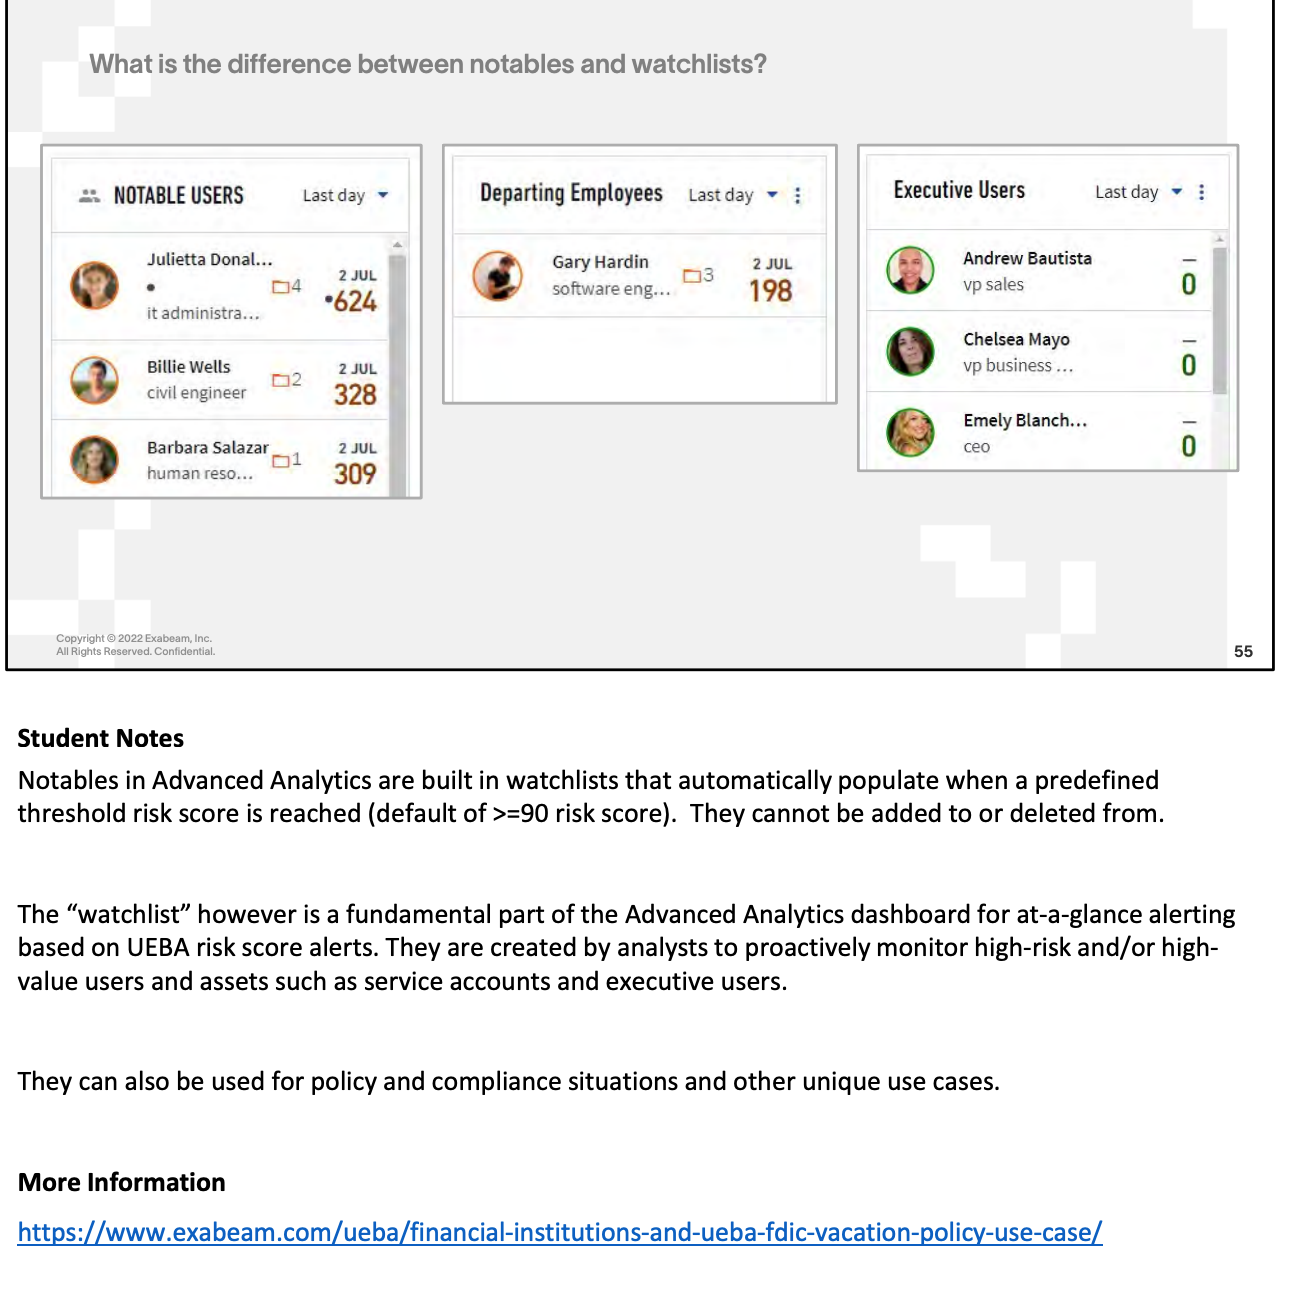 What is the difference between notables and watchlists?
NOTABLE USERS Last day
Julietta Donal...
4
2 JUL
624
it administra...
Billie Wells
civil engineer
2
2 JUL
328
Barbara Salazar
human reso...
1
2 JUL
309
Departing Employees Last day
Gary Hardin
software eng...
3
2 JUL
198
Executive Users Last day
Andrew Bautista
vp sales
—
0
Chelsea Mayo
vp business ...
—
0
Emely Blanch...
ceo
—
0
Copyright © 2022 Exabeam, Inc.
All Rights Reserved. Confidential.
55
Student Notes
Notables in Advanced Analytics are built in watchlists that automatically populate when a predefined
threshold risk score is reached (default of >=90 risk score).  They cannot be added to or deleted from.
The “watchlist” however is a fundamental part of the Advanced Analytics dashboard for at-a-glance alerting
based on UEBA risk score alerts. They are created by analysts to proactively monitor high-risk and/or high-
value users and assets such as service accounts and executive users.
They can also be used for policy and compliance situations and other unique use cases.
More Information
https://www.exabeam.com/ueba/financial-institutions-and-ueba-fdic-vacation-policy-use-case/